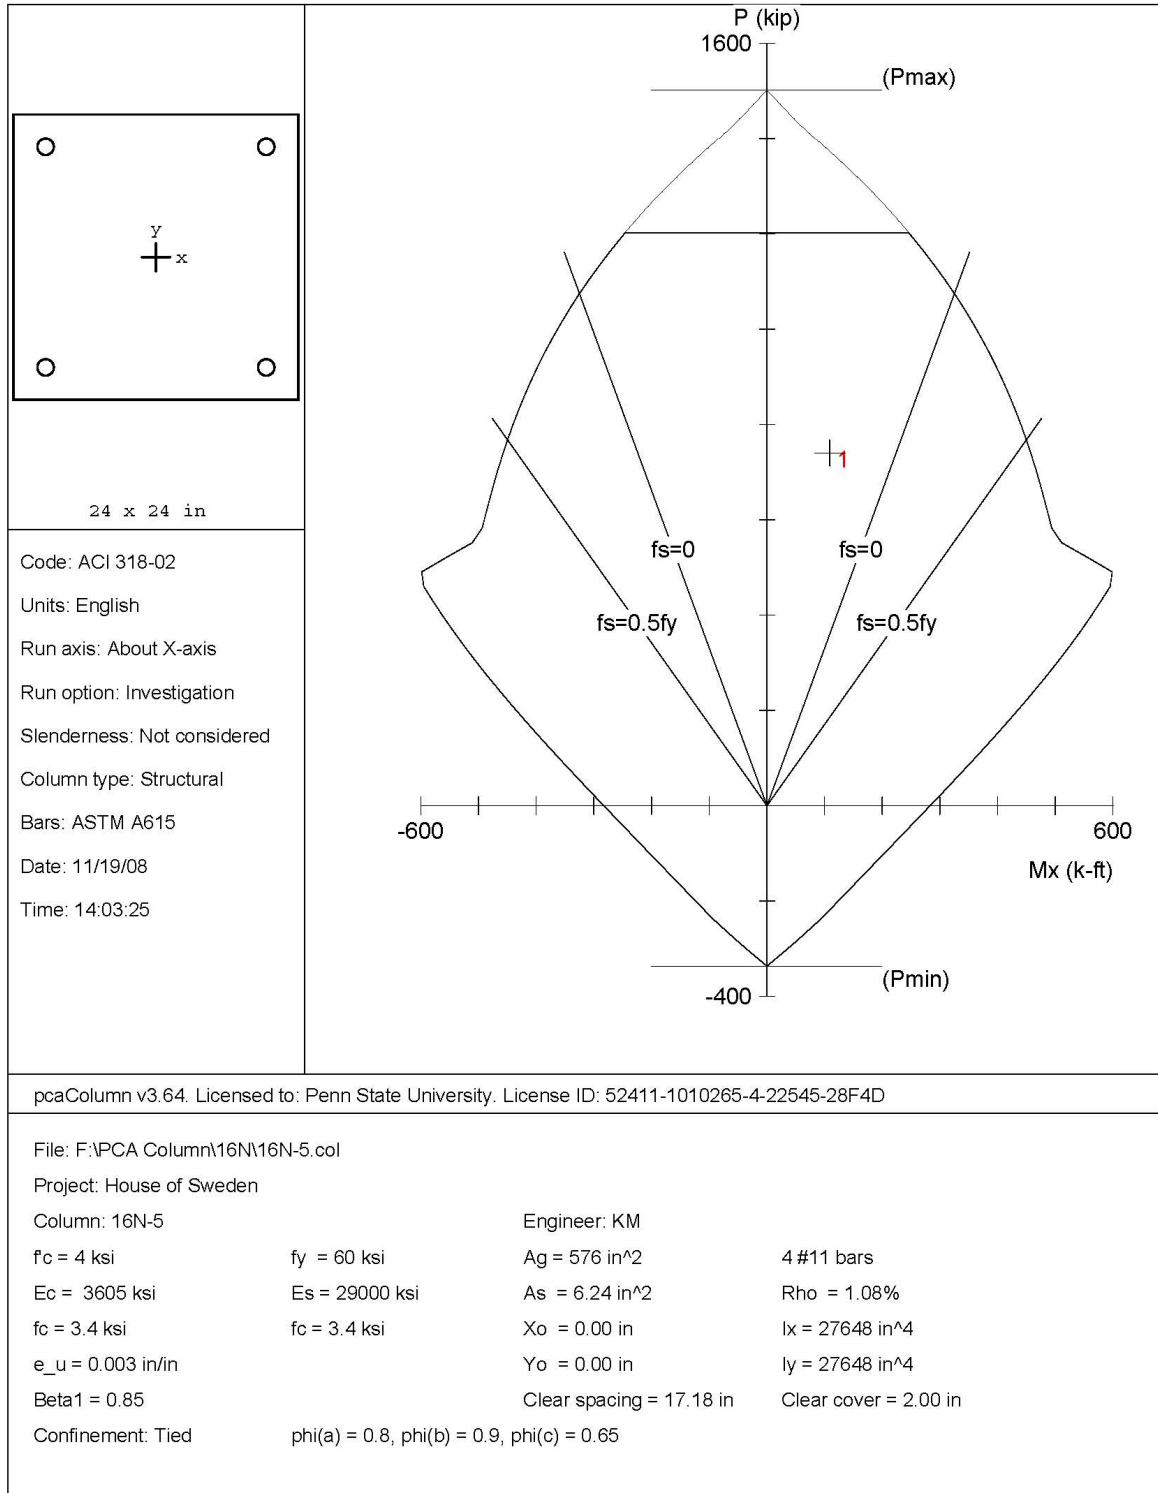 P (kip)
1600
(Pmax)
y
x
1
24 x 24 in
fs=0
fs=0
fs=0.5fy
fs=0.5fy
Code: ACI 318-02
Units: English
Run axis: About X-axis
Run option: Investigation
Slenderness: Not considered
Column type: Structural
Bars: ASTM A615
Date: 11/19/08
Time: 14:03:25
-600
600
Mx (k-ft)
(Pmin)
-400
pcaColumn v3.64. Licensed to: Penn State University. License ID: 52411-1010265-4-22545-28F4D
File: F:\PCA Column\16N\16N-5.col
Project: House of Sweden
Column: 16N-5 Engineer: KM
f'c = 4 ksi fy = 60 ksi Ag = 576 in^2 4 #11 bars
Ec = 3605 ksi Es = 29000 ksi As = 6.24 in^2 Rho = 1.08%
fc = 3.4 ksi fc = 3.4 ksi Xo = 0.00 in Ix = 27648 in^4
e_u = 0.003 in/in Yo = 0.00 in Iy = 27648 in^4
Beta1 = 0.85 Clear spacing = 17.18 in Clear cover = 2.00 in
Confinement: Tied phi(a) = 0.8, phi(b) = 0.9, phi(c) = 0.65